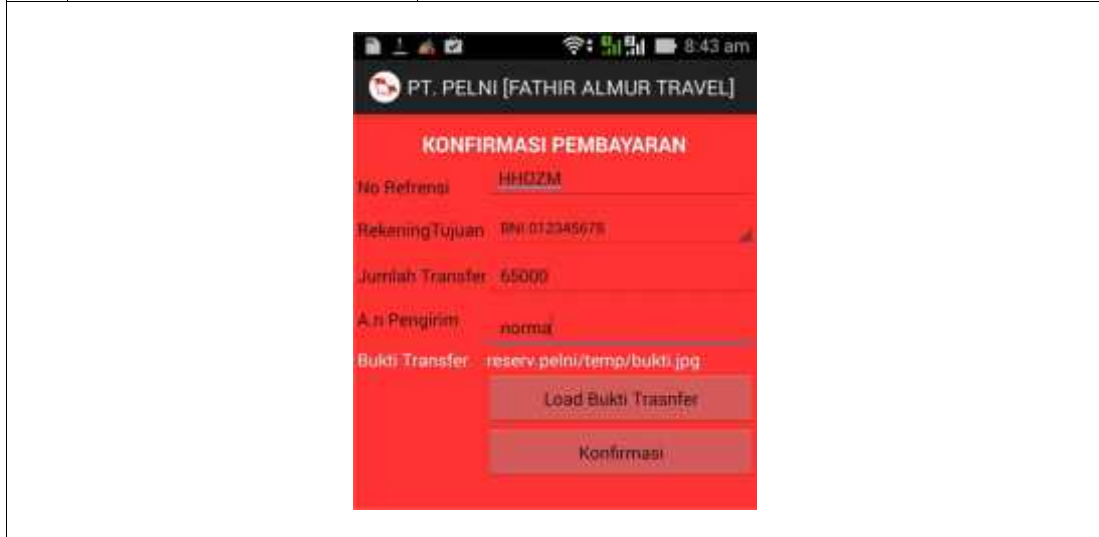 8:43 am
PT. PELNI [FATHIR ALMUR TRAVEL]
KONFIRMASI PEMBAYARAN
No Refrensi HHDZM
RekeningTujuan BNI 012345678
Jumlah Transfer 65000
A.n Pengirim norma
Bukti Transfer reserv.pelni/temp/bukti.jpg
Load Bukti Trasnfer
Konfirmasi